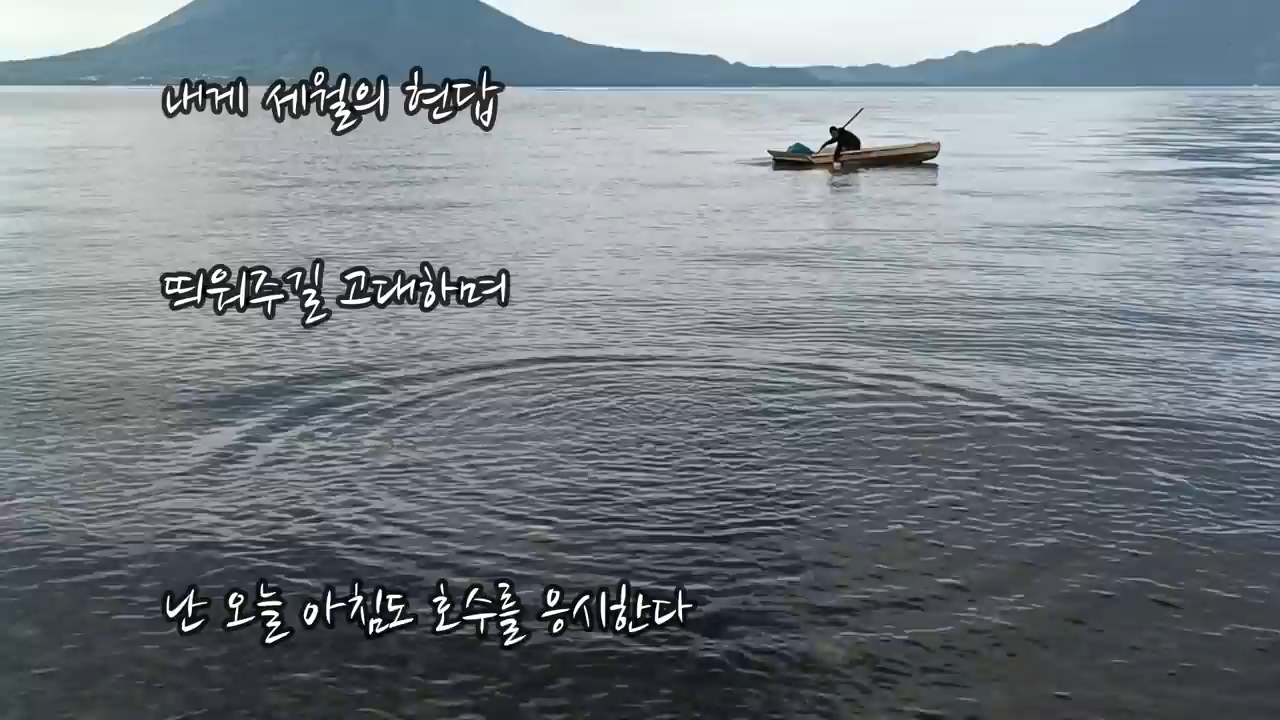 내게 세월의 현답
띄워주길 고대하며
난 오늘 아침도 호수를 응시한다